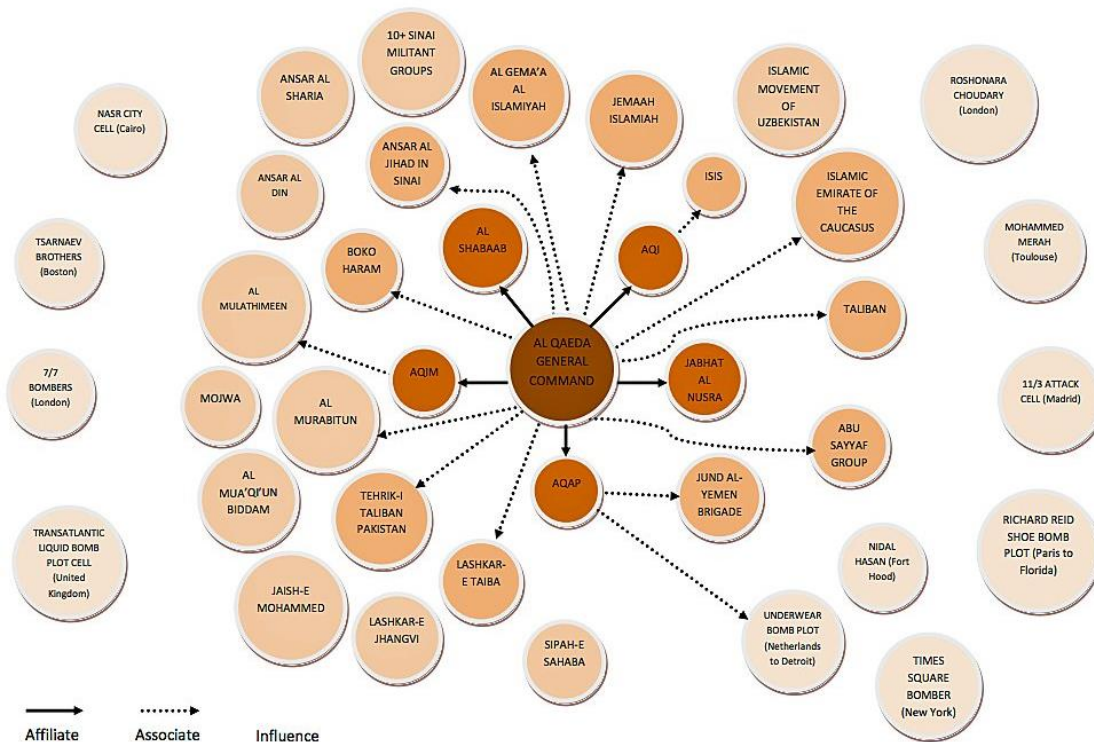 10+ SINAI
MILITANT
GROUPS
AL GEMA'A
AL
ISLAMIYAH
ISLAMIC
MOVEMENT
OF
UZBEKISTAN
ROSHONARA
CHOUDARY
(London)
ANSAR AL
SHARIA
JEMAAH
ISLAMIAH
NASR CITY
CELL (Cairo)
ANSAR AL
JIHAD IN
SINAI
ISIS
ANSAR AL
DIN
ISLAMIC
EMIRATE OF
THE
CAUCASUS
TSARNAEV
BROTHERS
(Boston)
BOKO
HARAM
AL
SHABAAB
AQI
MOHAMMED
MERAH
(Toulouse)
AL
MULATHIMEEN
TALIBAN
AL QAEDA
GENERAL
COMMAND
7/7
BOMBERS
(London)
MOJWA
AQIM
JABHAT
AL
NUSRA
11/3 ATTACK
CELL (Madrid)
AL
MURABITUN
ABU
SAYYAF
GROUP
AL
MUA'QI'UN
BIDDAM
TEHRIK-I
TALIBAN
PAKISTAN
AQAP
JUND AL-
YEMEN
BRIGADE
TRANSATLANTIC
LIQUID BOMB
PLOT CELL
(United
Kingdom)
RICHARD REID
SHOE BOMB
PLOT (Paris to
Florida)
NIDAL
HASAN (Fort
Hood)
LASHKAR-
E TAIBA
JAISH-E
MOHAMMED
LASHKAR-E
JHANGVI
SIPAH-E
SAHABA
UNDERWEAR
BOMB PLOT
(Netherlands
to Detroit)
TIMES
SQUARE
BOMBER
(New York)
Affiliate
Associate
Influence